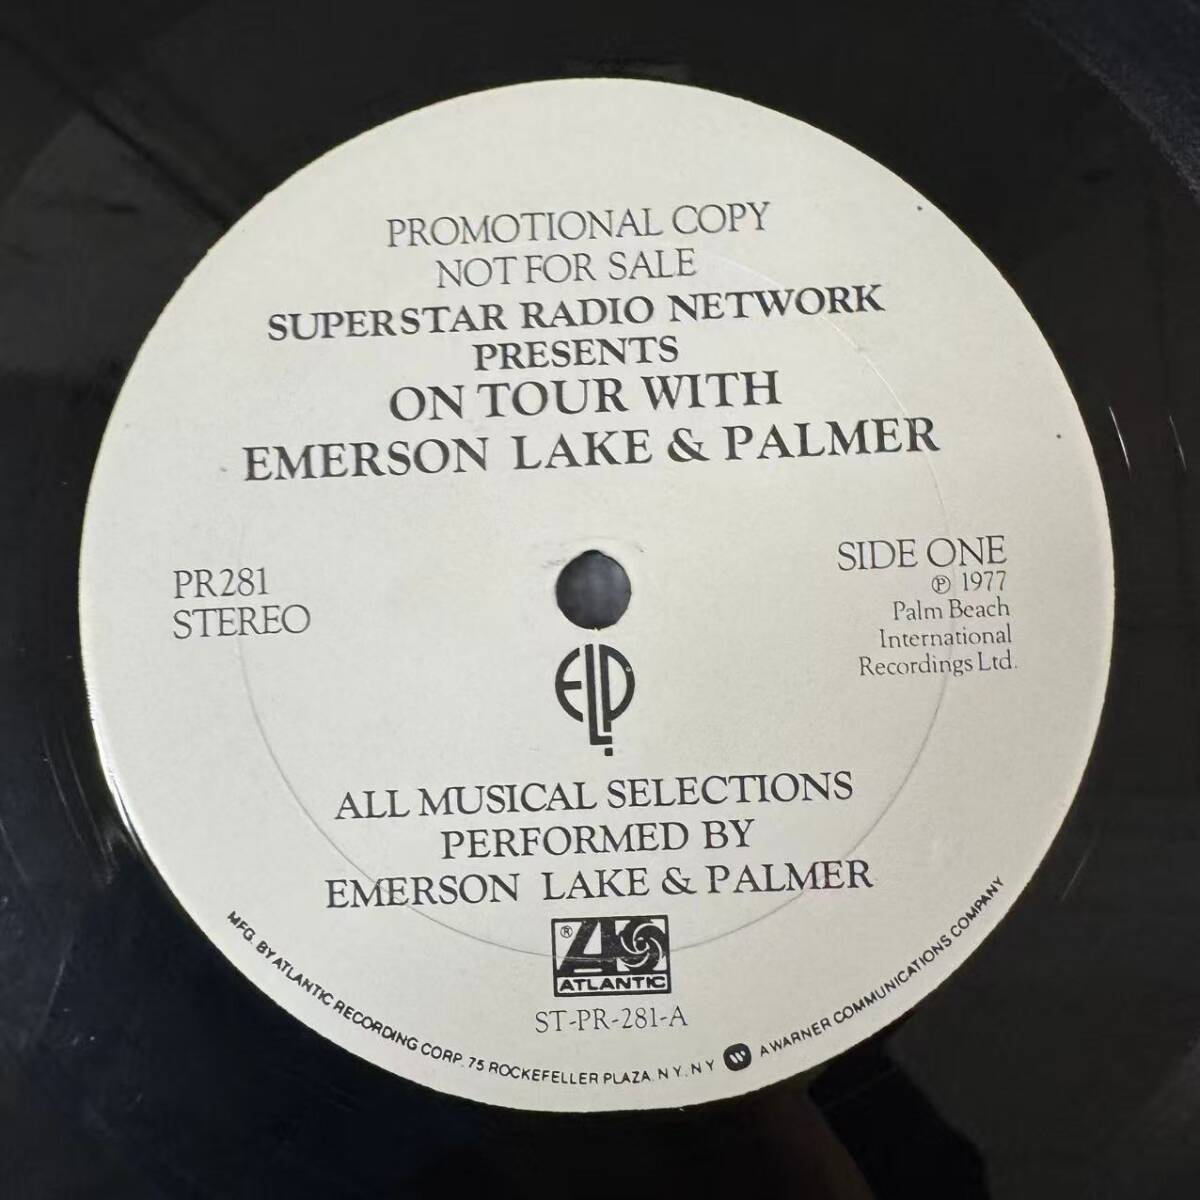 PROMOTIONAL COPY
NOT FOR SALE
SUPERSTAR RADIO NETWORK
PRESENTS
ON TOUR WITH
EMERSON LAKE & PALMER
PR281
STEREO
SIDE ONE
℗ 1977
Palm Beach
International
Recordings Ltd.
ELP
ALL MUSICAL SELECTIONS
PERFORMED BY
EMERSON LAKE & PALMER
®
ATLANTIC
ST-PR-281-A
MFG. BY ATLANTIC RECORDING CORP. 75 ROCKEFELLER PLAZA. N.Y. N.Y W A WARNER COMMUNICATIONS COMPANY